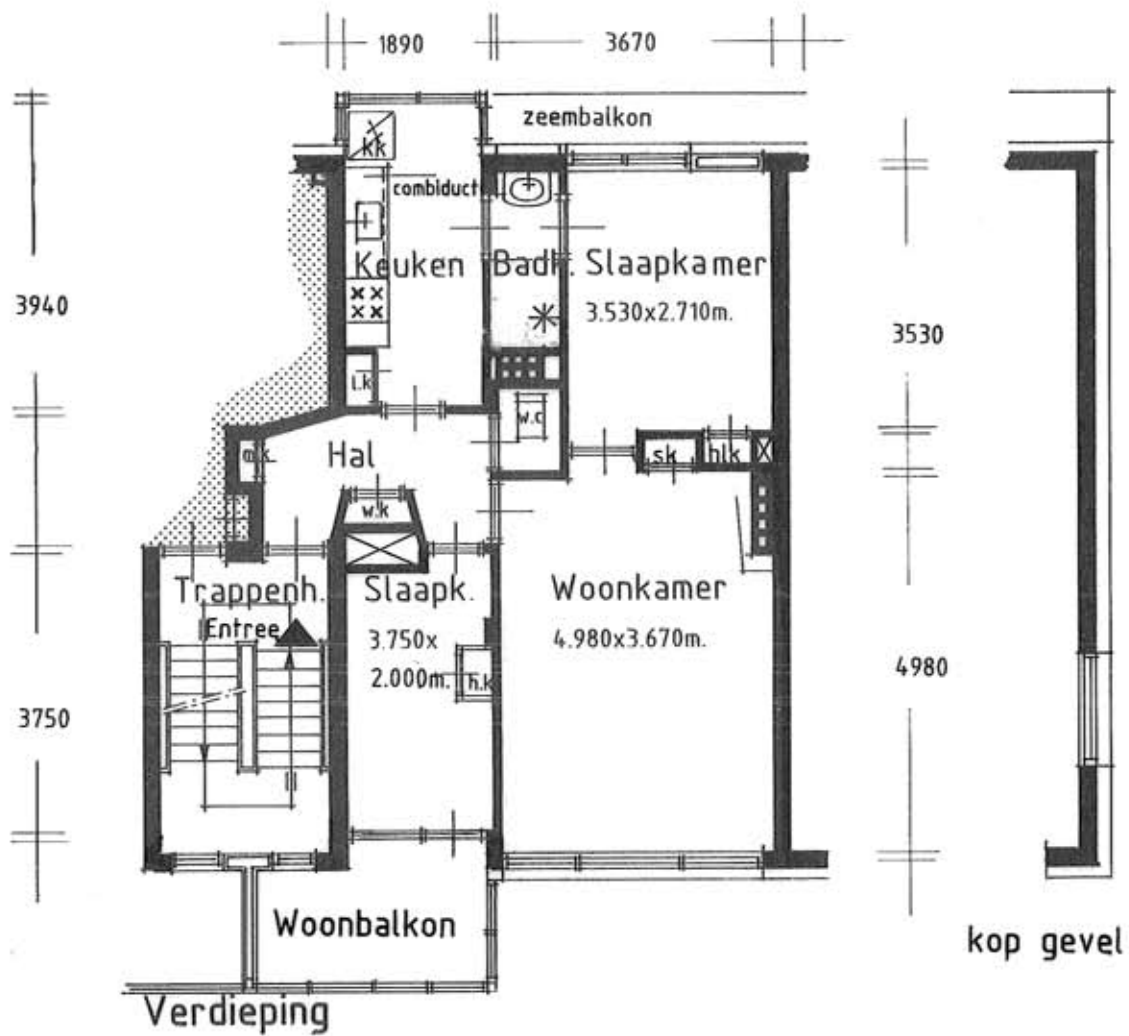 1890
3670
zeembalkon
kk
combiduct
Keuken
Badk.
Slaapkamer
3.530x2.710m.
3940
3530
l.k
w.c
m.k
Hal
sk
hlk
w.k
Trappenh.
Slaapk.
Woonkamer
Entree
3.750x
4.980x3.670m.
2.000m.
h.k
4980
3750
Woonbalkon
kop gevel
Verdieping